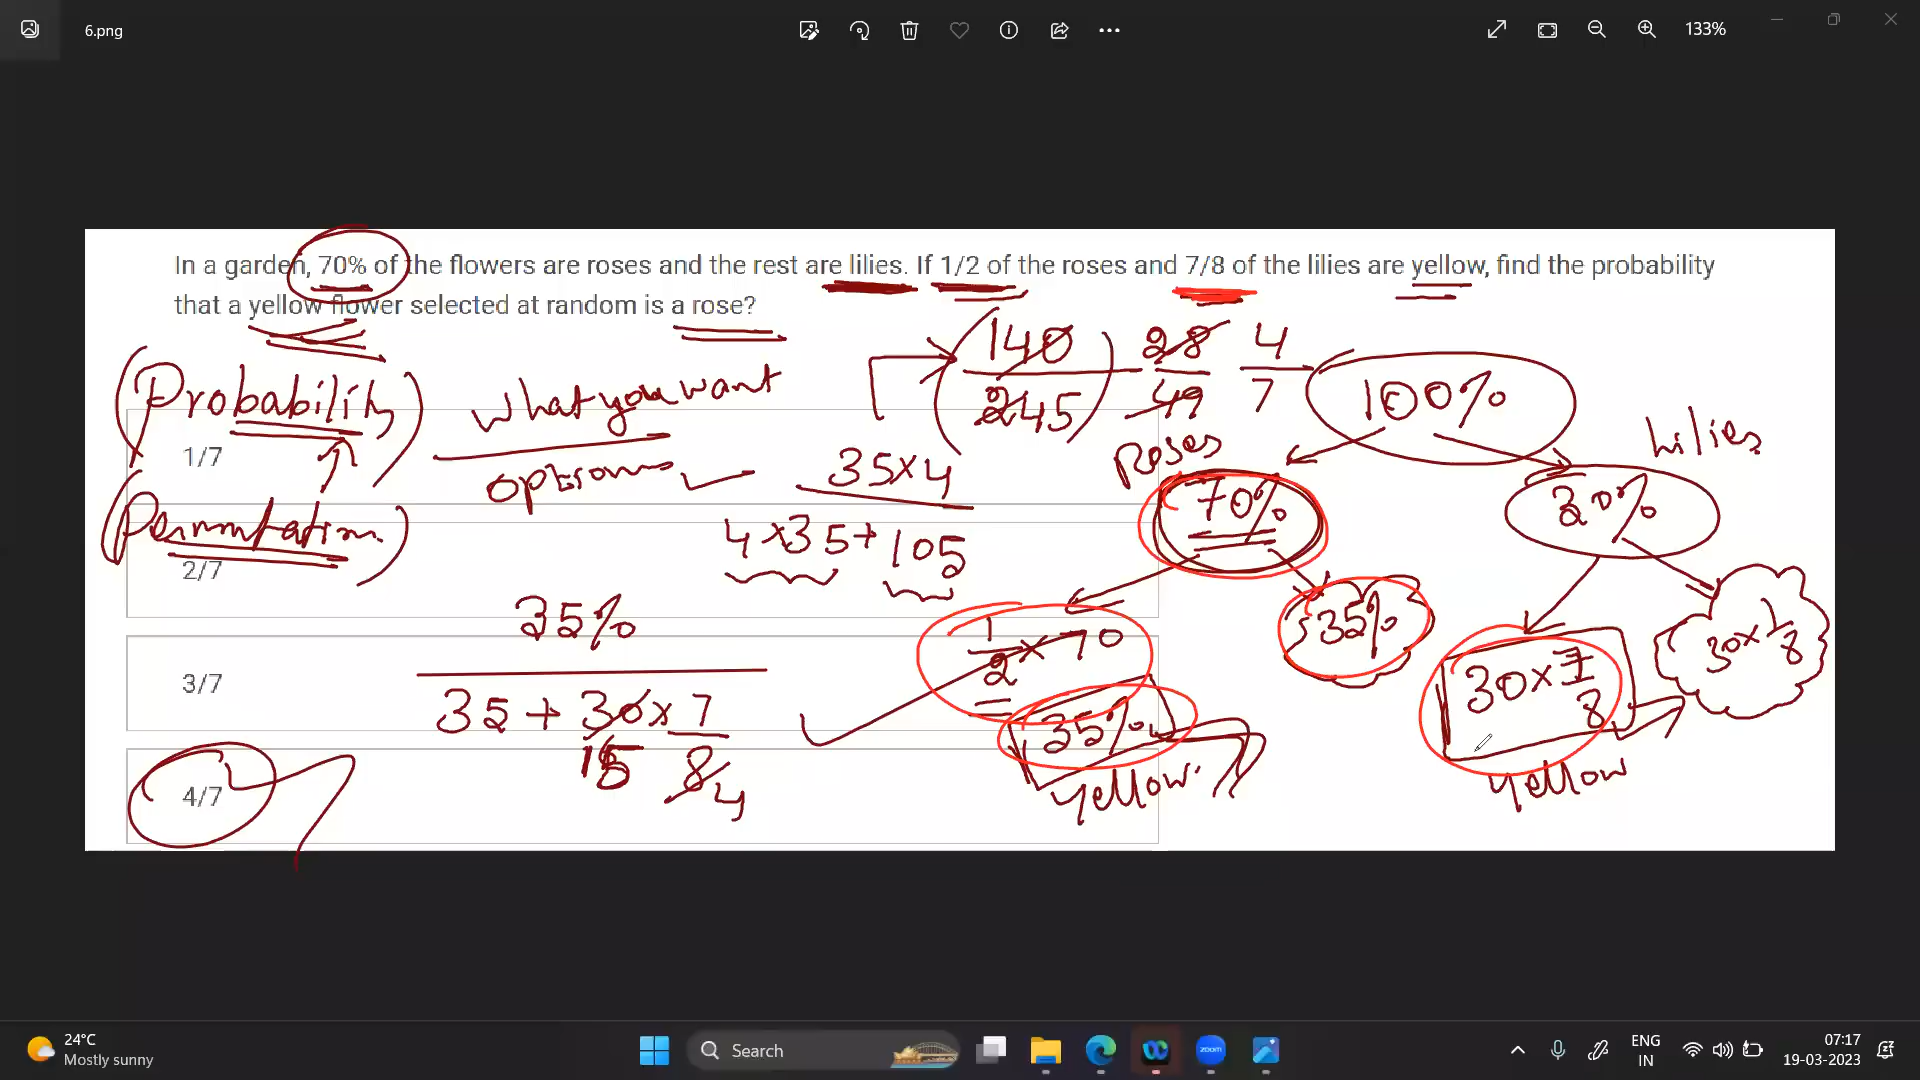 6.png
133%
In a garden, 70% of the flowers are roses and the rest are lilies. If 1/2 of the roses and 7/8 of the lilies are yellow, find the probability
that a yellow flower selected at random is a rose?
(Probability)
What you want
options
140/245
28/49
4/7
100%
Lilies
Roses
1/7
35×4
4×35+105
70%
30%
(Permutation)
2/7
35%
35+30×7
15 8 4
1/2×70
35%
30×7/8
30×1/8
3/7
35%
Yellow
Yellow
4/7
24°C
Mostly sunny
Search
zoom
ENG
IN
07:17
19-03-2023